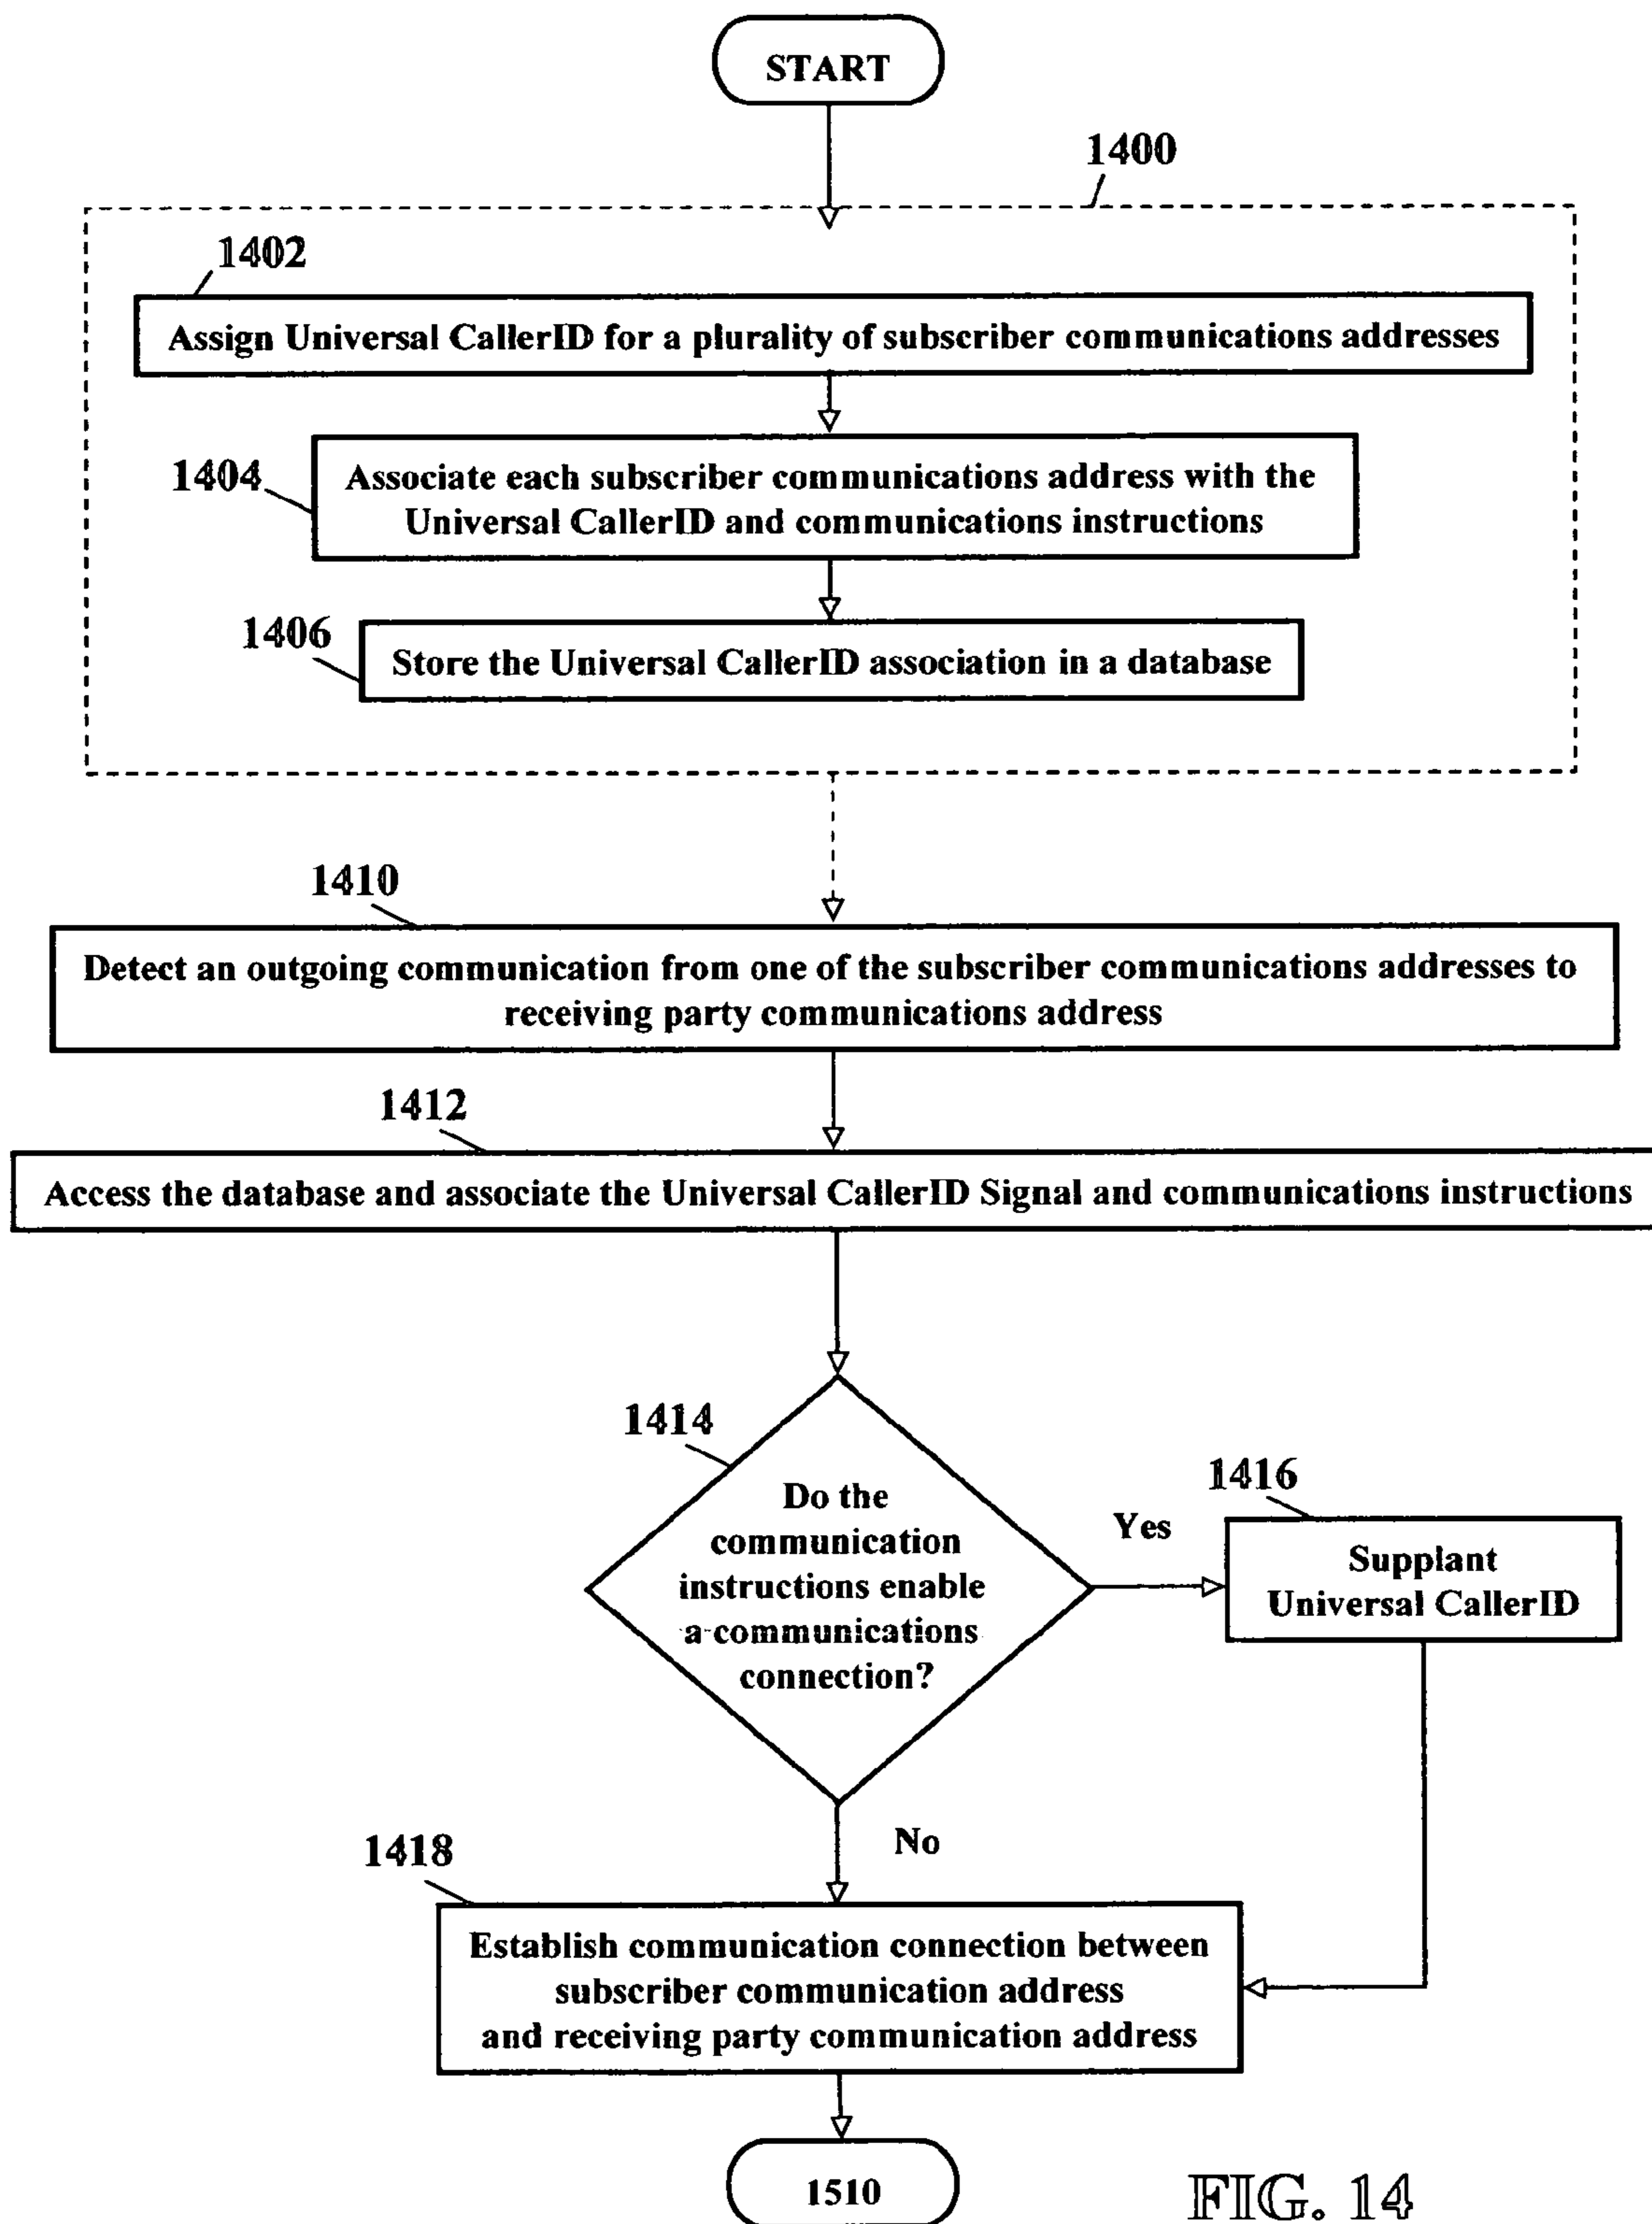 START
1400
1402
Assign Universal CallerID for a plurality of subscriber communications addresses
1404
Associate each subscriber communications address with the
Universal CallerID and communications instructions
1406
Store the Universal CallerID association in a database
1410
Detect an outgoing communication from one of the subscriber communications addresses to
receiving party communications address
1412
Access the database and associate the Universal CallerID Signal and communications instructions
1414
Do the
communication
instructions enable
a communications
connection?
Yes
1416
Supplant
Universal CallerID
No
1418
Establish communication connection between
subscriber communication address
and receiving party communication address
1510
FIG. 14